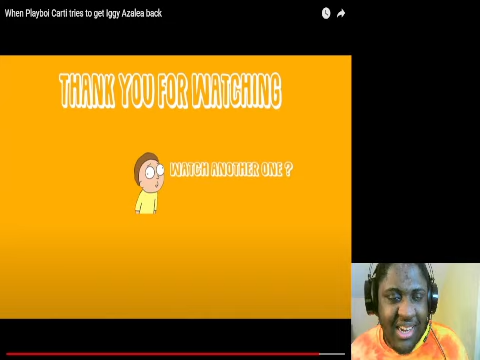 When Playboi Carti tries to get Iggy Azalea back
THANK YOU FOR WATCHING
WATCH ANOTHER ONE ?